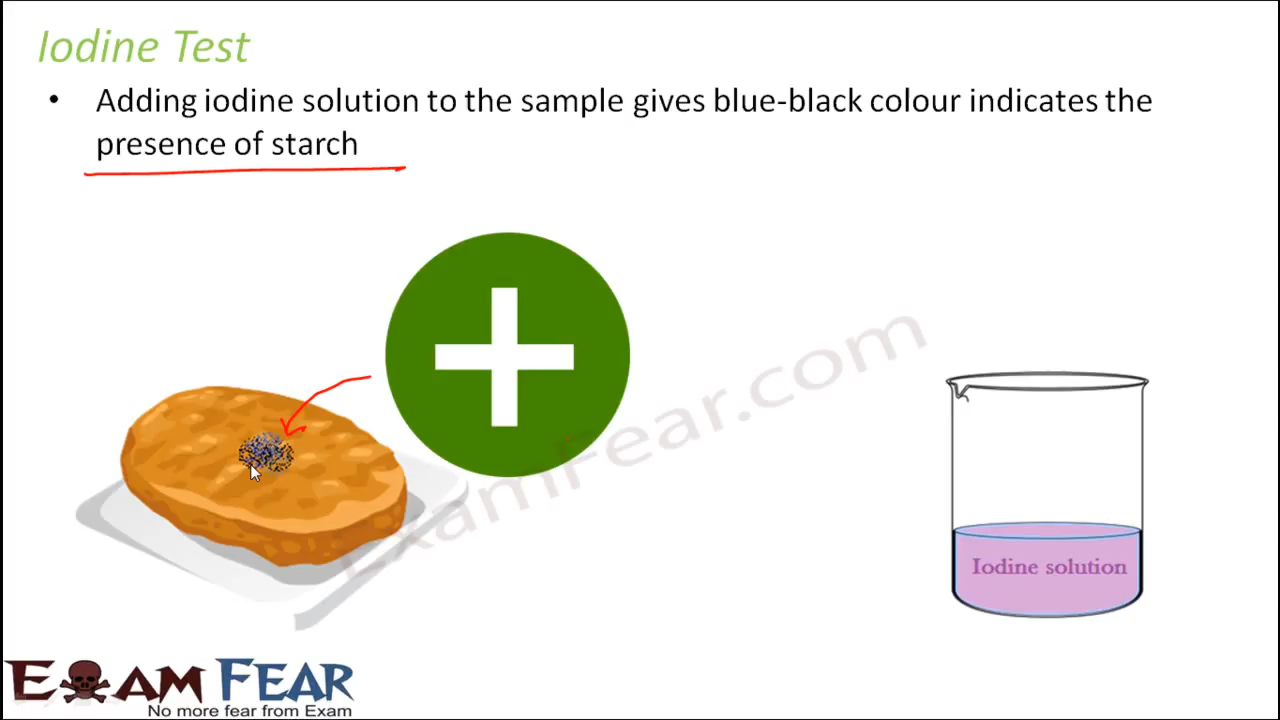 Iodine Test
• Adding iodine solution to the sample gives blue-black colour indicates the
presence of starch
ExamFear.com
Iodine solution
EXAM FEAR
No more fear from Exam